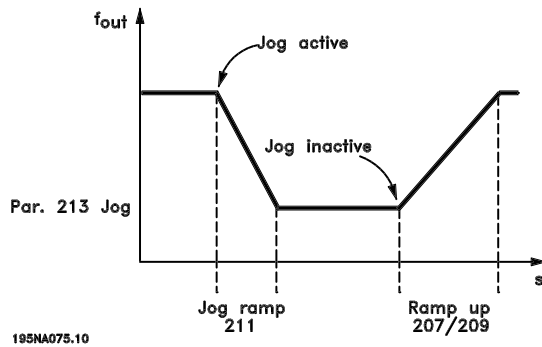 fout
Jog active
Jog inactive
Par. 213 Jog
s
Jog ramp
211
Ramp up
207/209
195NA075.10